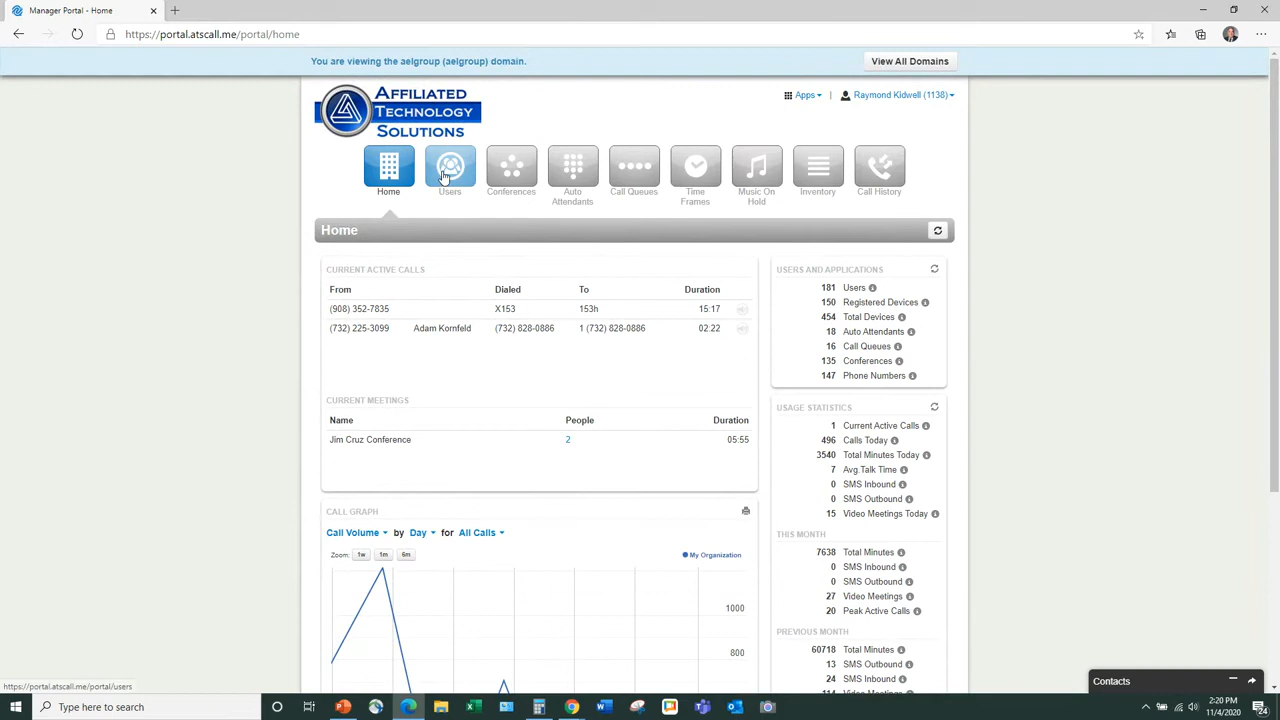 Manager Portal - Home
https://portal.atscall.me/portal/home
You are viewing the aelgroup (aelgroup) domain.
View All Domains
AFFILIATED
TECHNOLOGY
SOLUTIONS
Apps
Raymond Kidwell (1138)
Home
Users
Conferences
Auto Attendants
Call Queues
Time Frames
Music On Hold
Inventory
Call History
Home
CURRENT ACTIVE CALLS
From Dialed To Duration
(908) 352-7835 X153 153h 15:17
(732) 225-3099 Adam Kornfeld (732) 828-0886 1 (732) 828-0886 02:22
CURRENT MEETINGS
Name People Duration
Jim Cruz Conference 2 05:55
CALL GRAPH
Call Volume by Day for All Calls
Zoom: 1w 1m 6m
My Organization
1000
800
USERS AND APPLICATIONS
181 Users
150 Registered Devices
454 Total Devices
18 Auto Attendants
16 Call Queues
135 Conferences
147 Phone Numbers
USAGE STATISTICS
1 Current Active Calls
496 Calls Today
3540 Total Minutes Today
7 Avg.Talk Time
0 SMS Inbound
0 SMS Outbound
15 Video Meetings Today
THIS MONTH
7638 Total Minutes
0 SMS Inbound
0 SMS Outbound
27 Video Meetings
20 Peak Active Calls
PREVIOUS MONTH
60718 Total Minutes
13 SMS Outbound
24 SMS Inbound
114 Video Meetings
Contacts
https://portal.atscall.me/portal/users
Type here to search
2:20 PM
11/4/2020
24